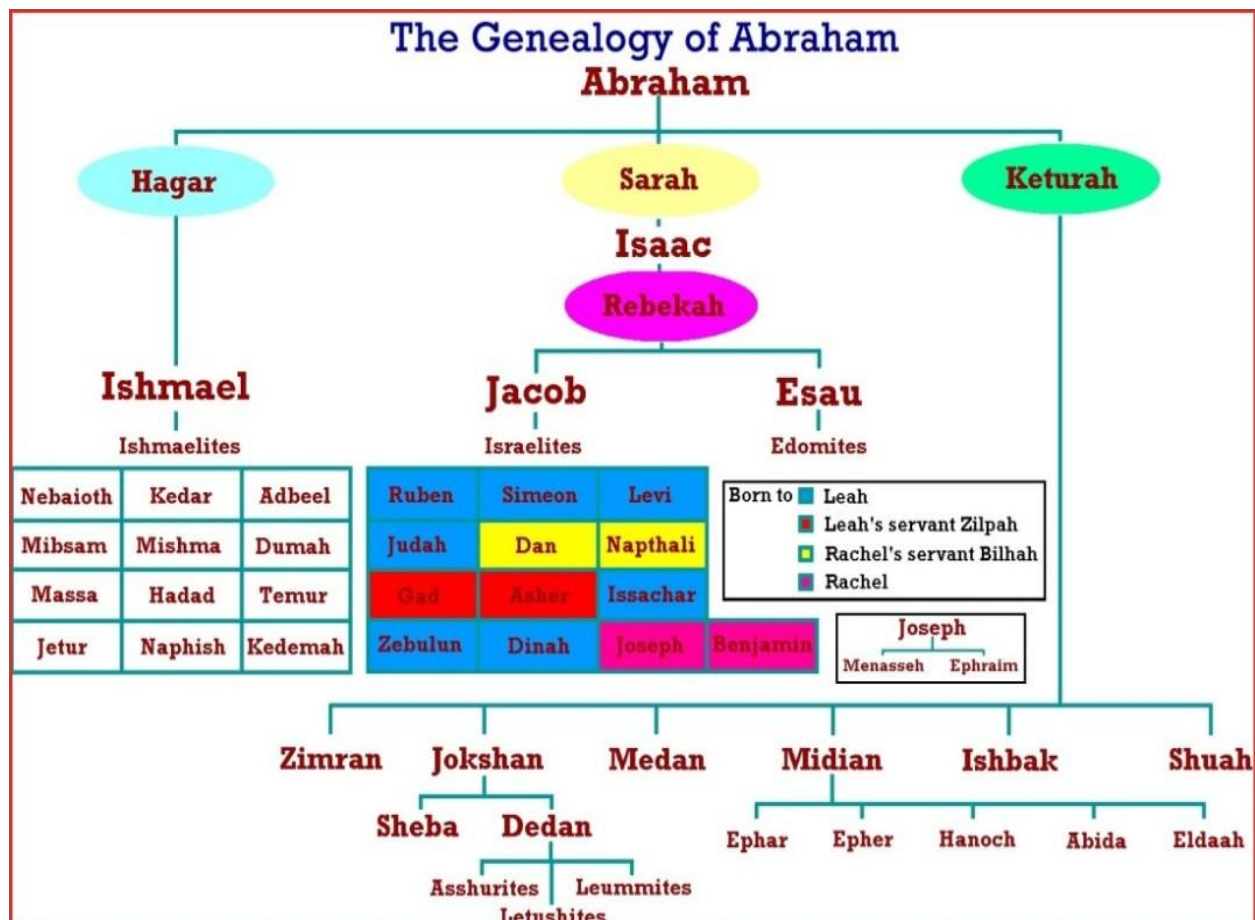 The Genealogy of Abraham
Abraham
Hagar Sarah Keturah
Isaac
Rebekah
Ishmael Jacob Esau
Ishmaelites Israelites Edomites
Nebaioth Kedar Adbeel
Mibsam Mishma Dumah
Massa Hadad Temur
Jetur Naphish Kedemah
Ruben Simeon Levi
Judah Dan Napthali
Gad Asher Issachar
Zebulun Dinah Joseph Benjamin
Born to Leah
Leah's servant Zilpah
Rachel's servant Bilhah
Rachel
Joseph
Menasseh Ephraim
Zimran Jokshan Medan Midian Ishbak Shuah
Sheba Dedan
Ephar Epher Hanoch Abida Eldaah
Asshurites Leummites
Letushites